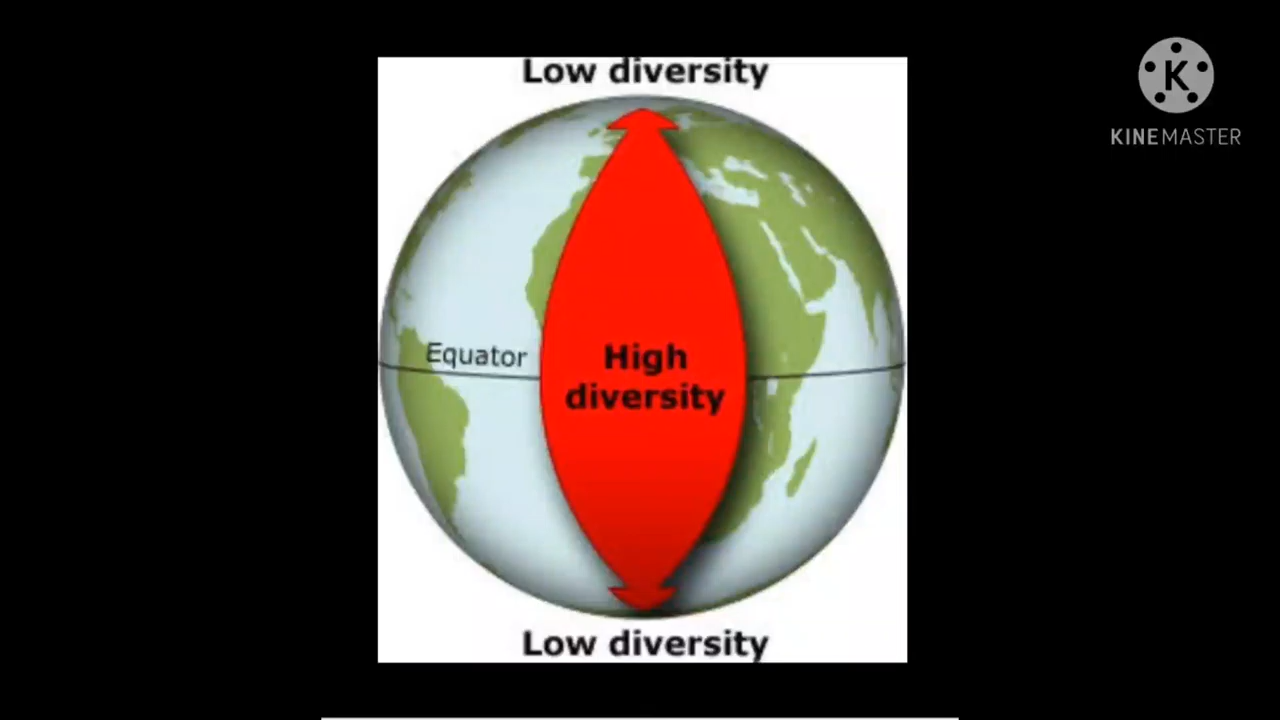 Low diversity
K
KINEMASTER
Equator
High
diversity
Low diversity